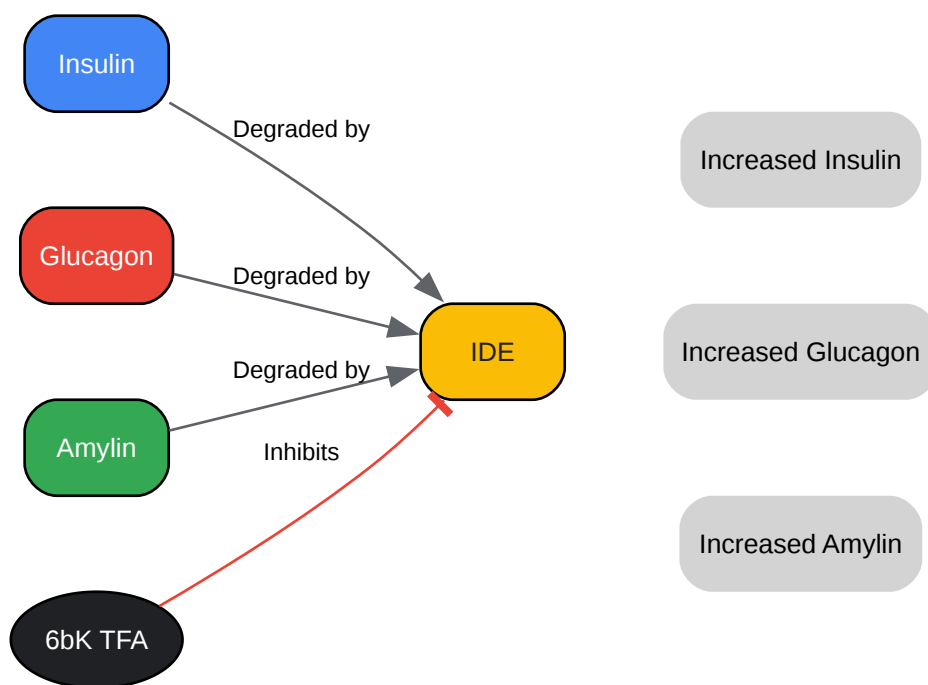 Insulin
Degraded by
Increased Insulin
Glucagon
Degraded by
IDE
Increased Glucagon
Degraded by
Amylin
Inhibits
Increased Amylin
6bK TFA